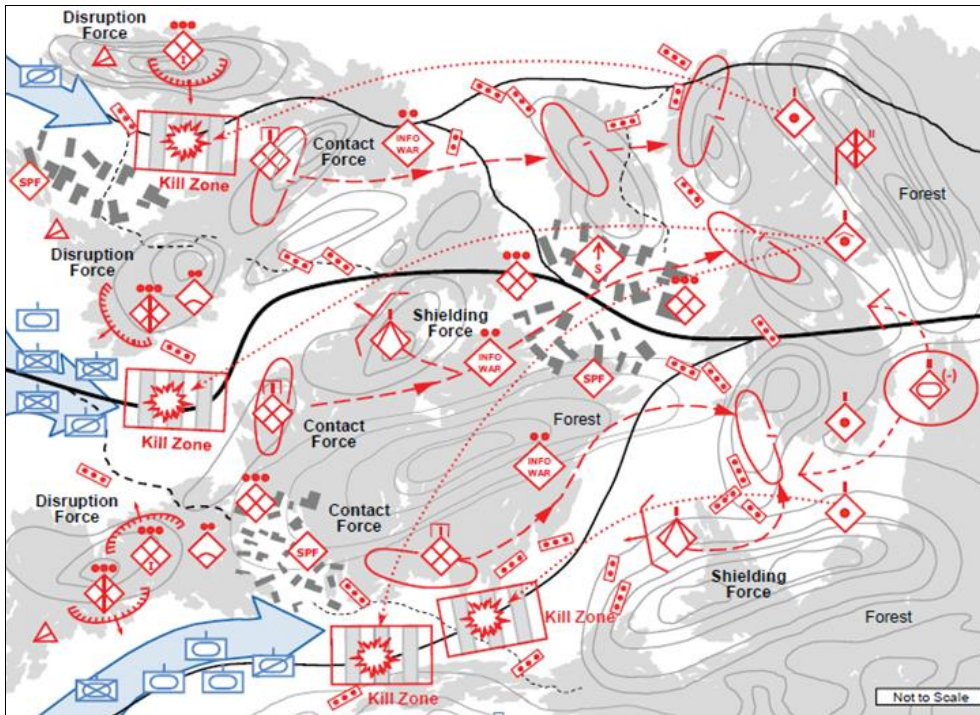 Disruption
Force
I
Kill Zone
Contact
Force
INFO
WAR
II
SPF
Forest
Disruption
Force
S
Shielding
Force
INFO
WAR
SPF
(-)
Kill Zone
Contact
Force
Forest
INFO
WAR
Disruption
Force
I
Contact
Force
SPF
I
Shielding
Force
Kill Zone
Forest
Kill Zone
Not to Scale